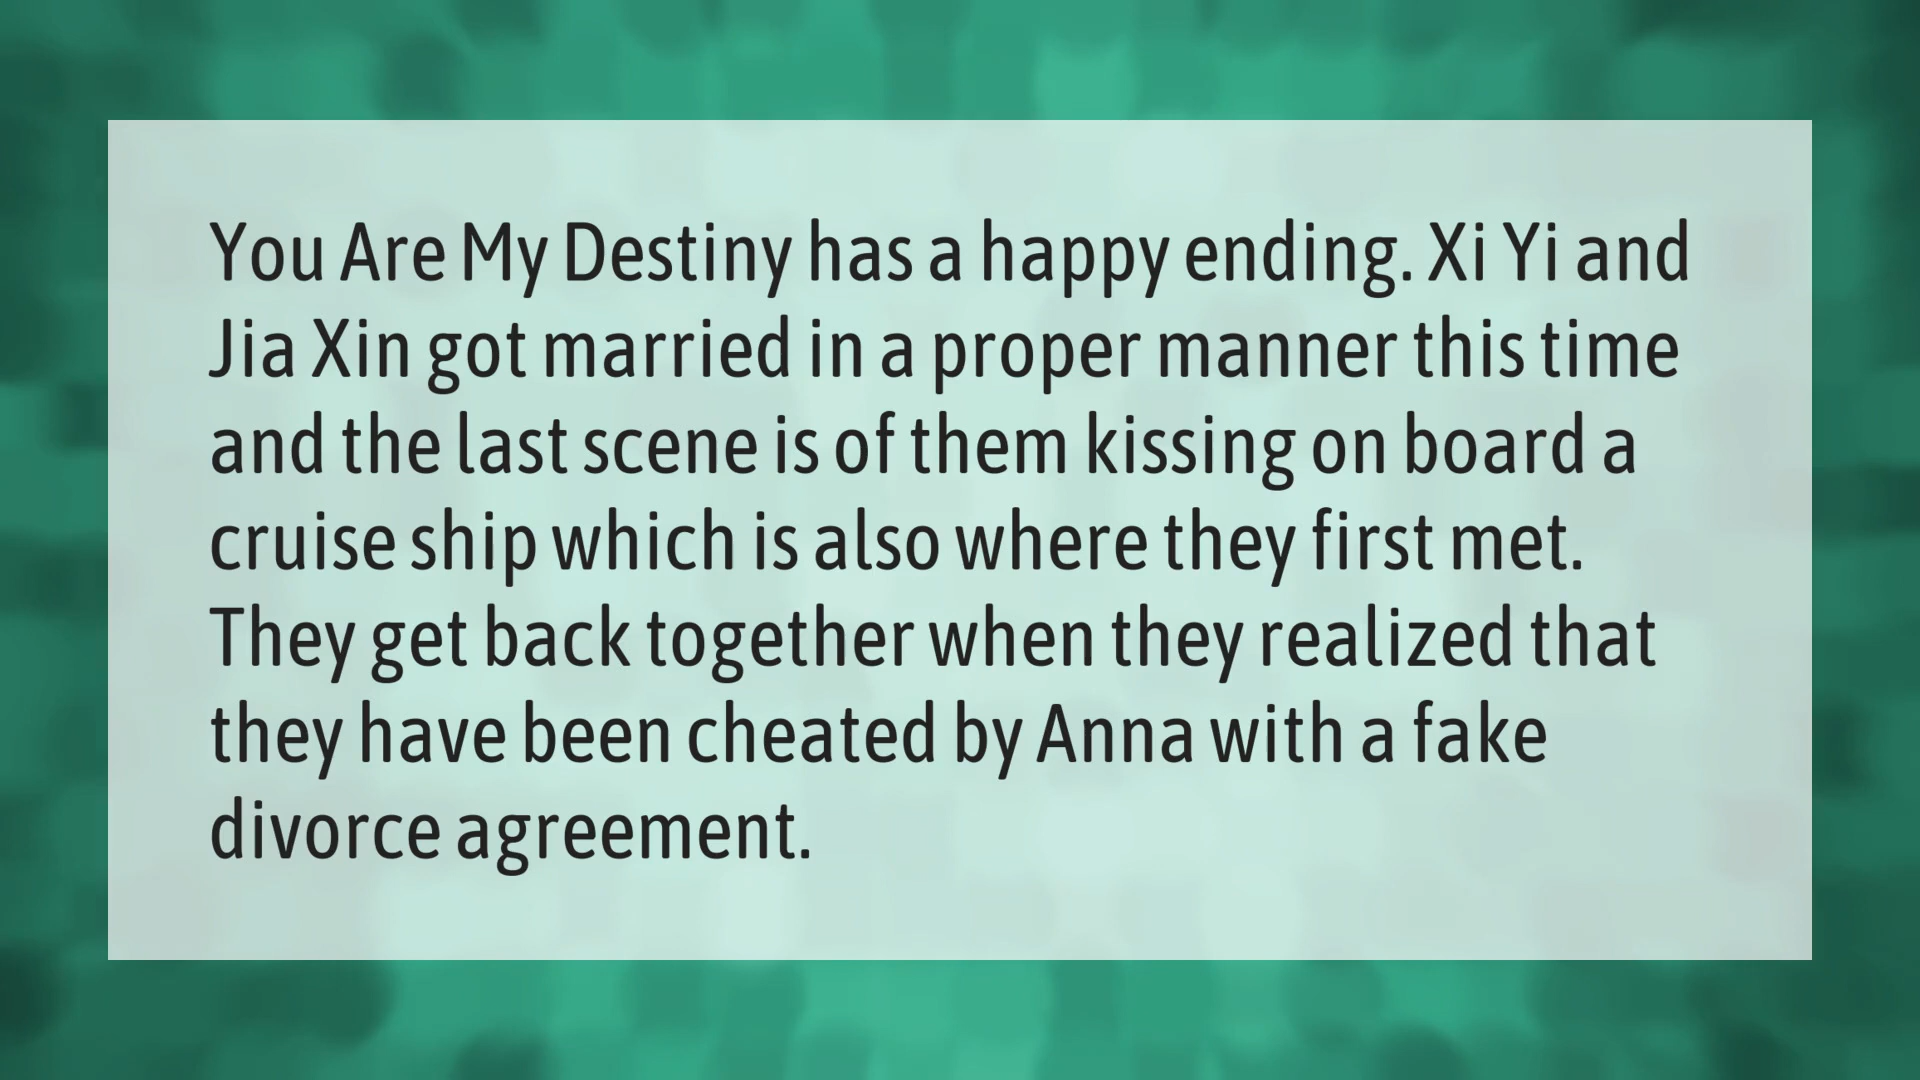 You Are My Destiny has a happy ending. Xi Yi and
Jia Xin got married in a proper manner this time
and the last scene is of them kissing on board a
cruise ship which is also where they first met.
They get back together when they realized that
they have been cheated by Anna with a fake
divorce agreement.